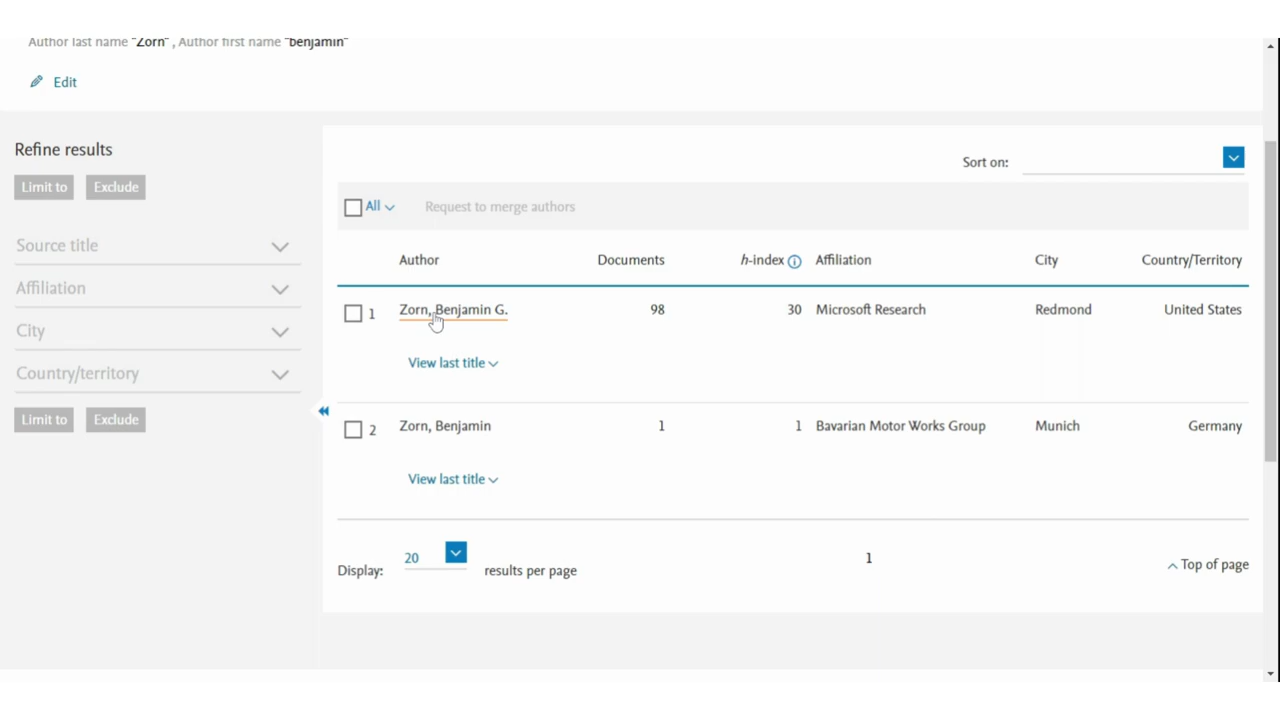 Author last name "Zorn" , Author first name "benjamin"
Edit
Refine results
Limit to Exclude
Source title
Affiliation
City
Country/territory
Limit to Exclude
Sort on:
All Request to merge authors
Author Documents h-index Affiliation City Country/Territory
1 Zorn, Benjamin G. 98 30 Microsoft Research Redmond United States
View last title
2 Zorn, Benjamin 1 1 Bavarian Motor Works Group Munich Germany
View last title
Display: 20 results per page 1 Top of page